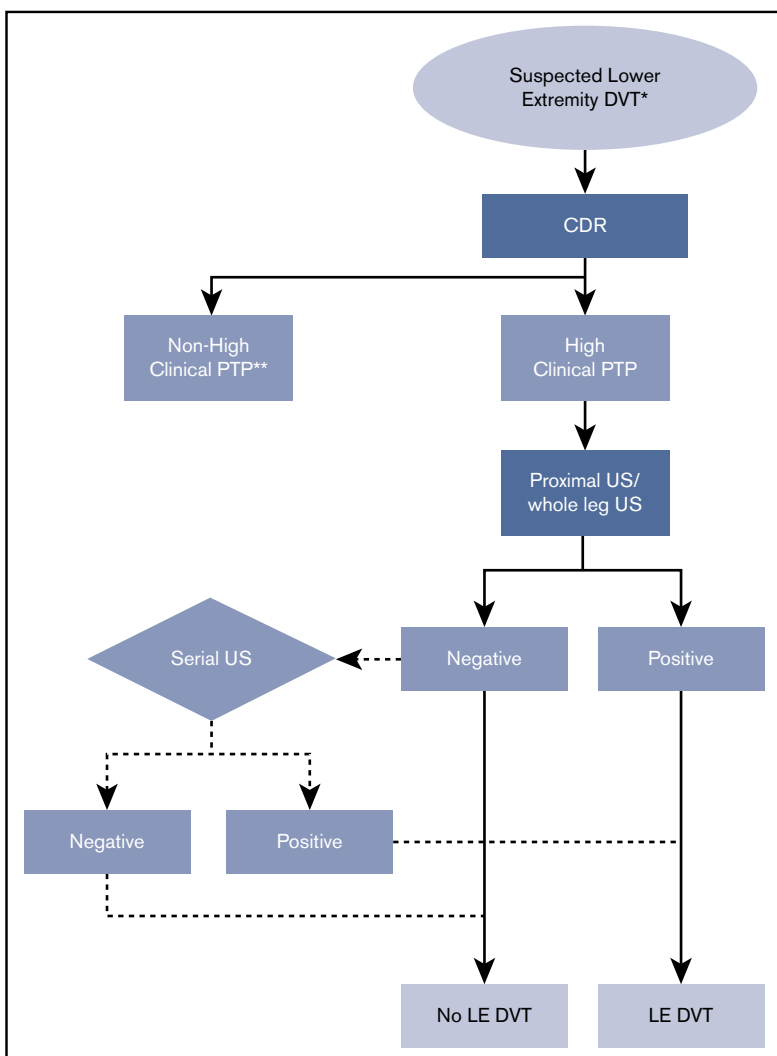 Suspected Lower
Extremity DVT*
CDR
Non-High
Clinical PTP**
High
Clinical PTP
Proximal US/
whole leg US
Serial US
Negative
Positive
Negative
Positive
No LE DVT
LE DVT